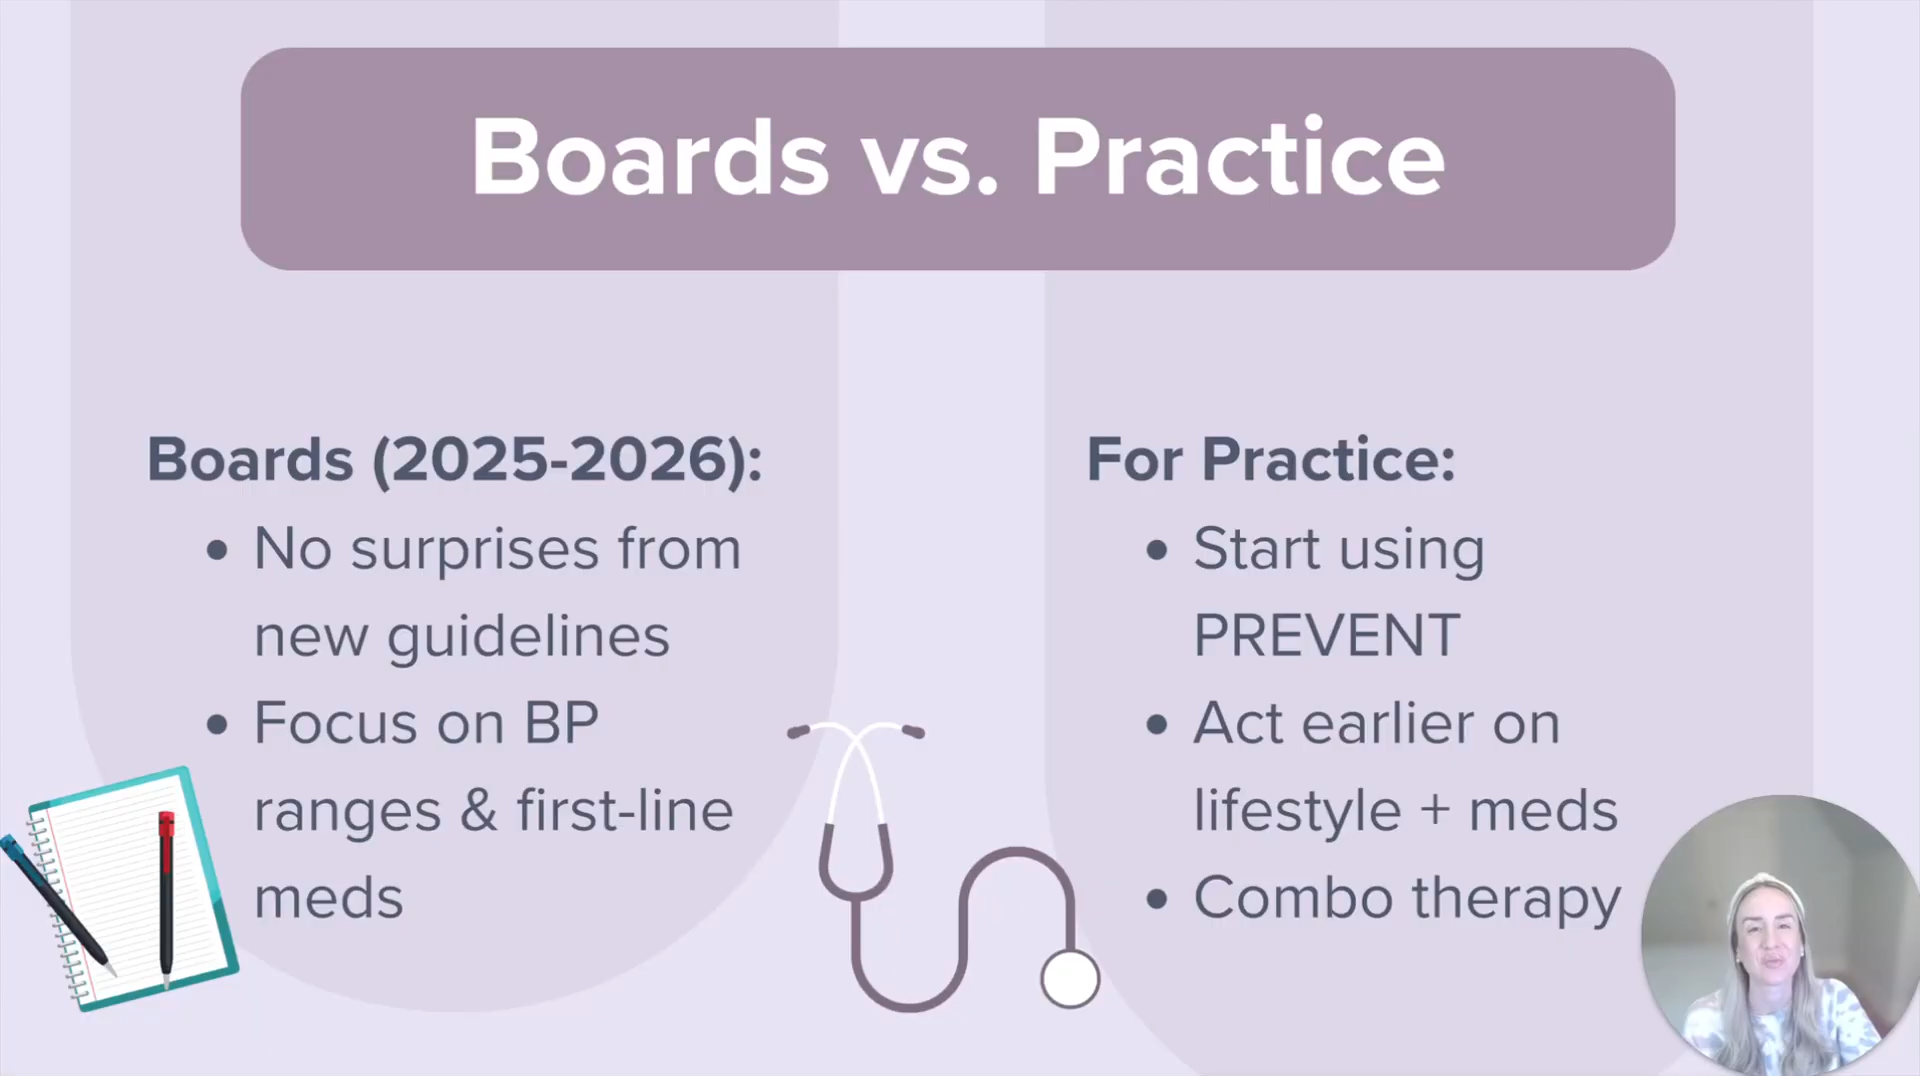 Boards vs. Practice
Boards (2025-2026):
• No surprises from
new guidelines
• Focus on BP
ranges & first-line
meds
For Practice:
• Start using
PREVENT
• Act earlier on
lifestyle + meds
• Combo therapy